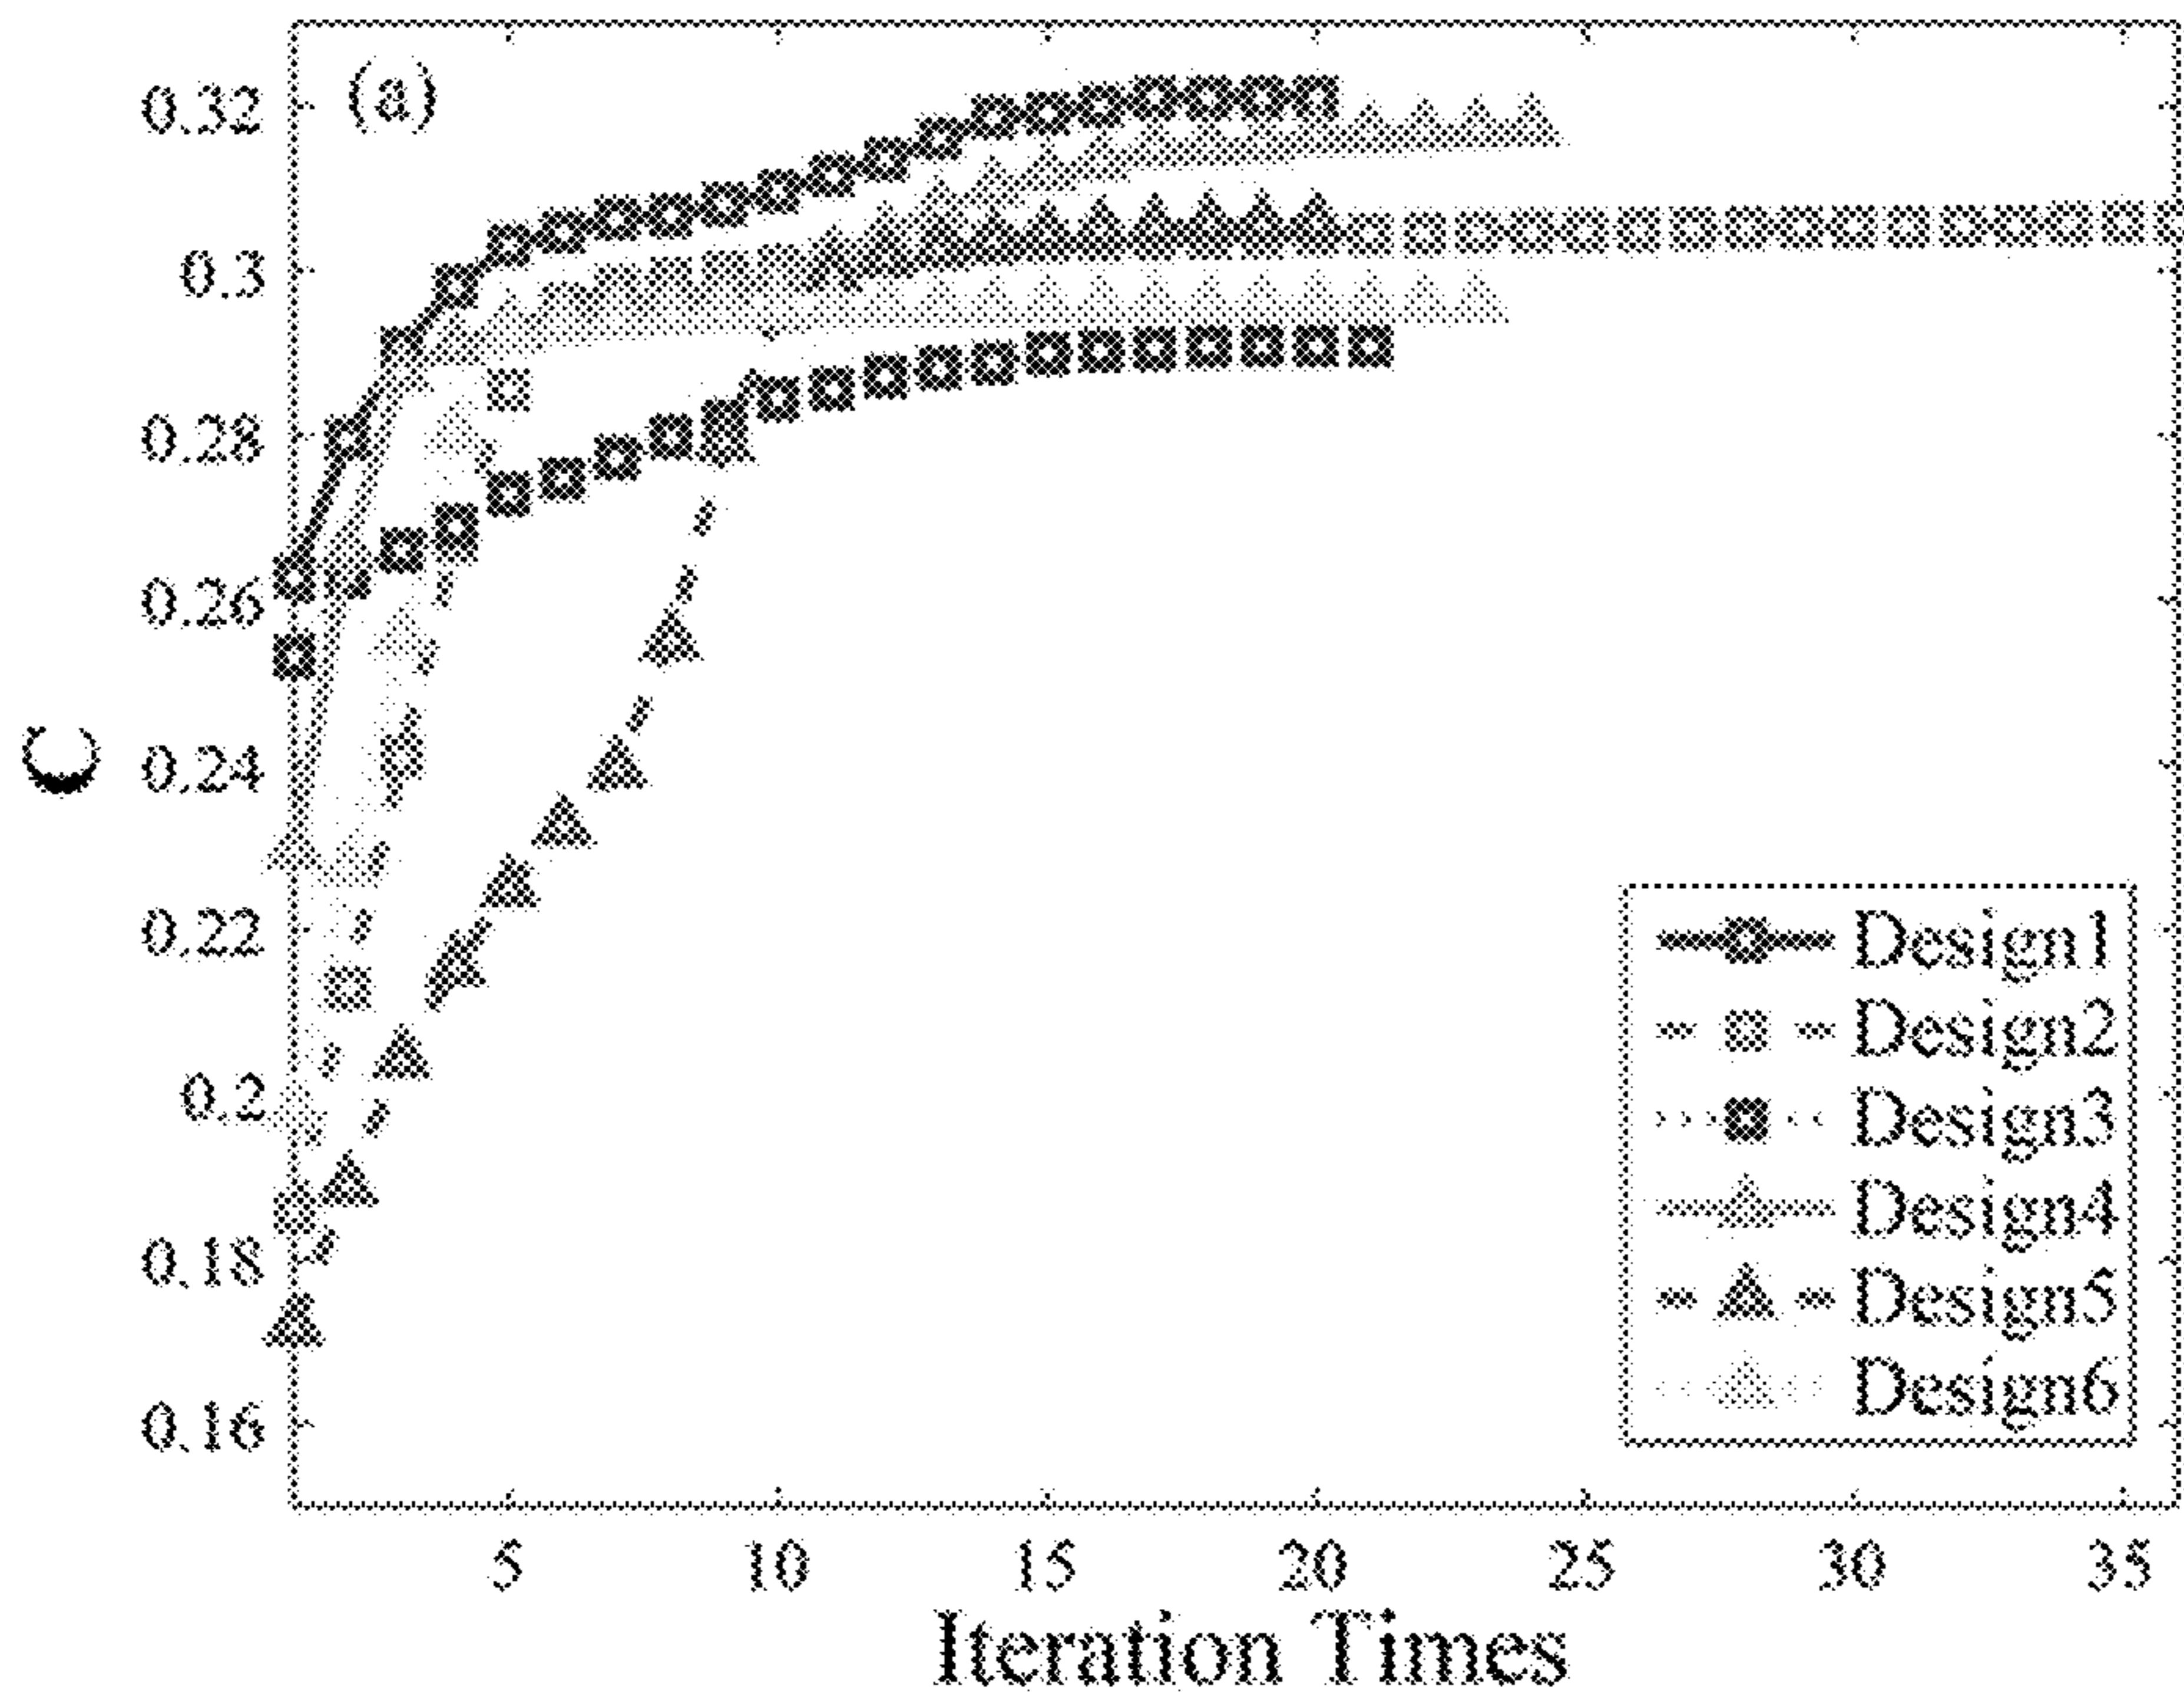 (a)
0.32
0.3
0.28
0.26
0.24
0.22
0.2
0.18
0.16
C
5 10 15 20 25 30 35
Iteration Times
Design1
Design2
Design3
Design4
Design5
Design6